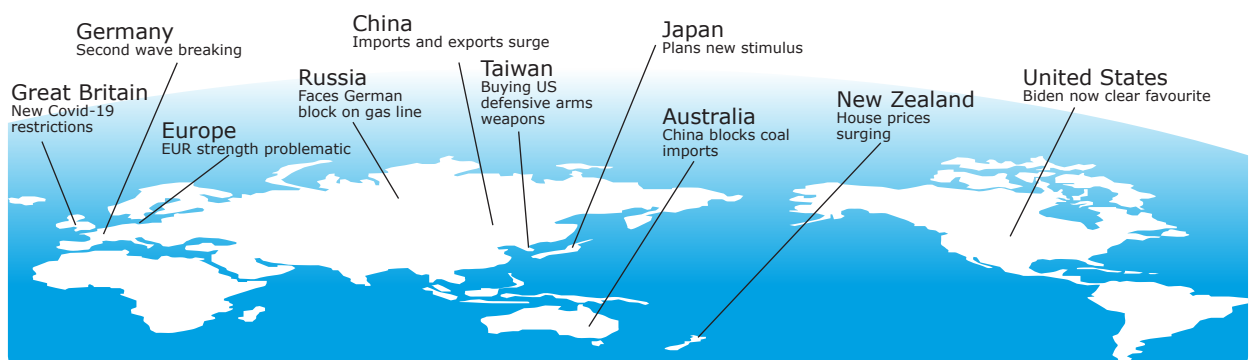 Germany
Second wave breaking
Great Britain
New Covid-19
restrictions
Europe
EUR strength problematic
Russia
Faces German
block on gas line
China
Imports and exports surge
Taiwan
Buying US
defensive arms
weapons
Japan
Plans new stimulus
Australia
China blocks coal
imports
New Zealand
House prices
surging
United States
Biden now clear favourite